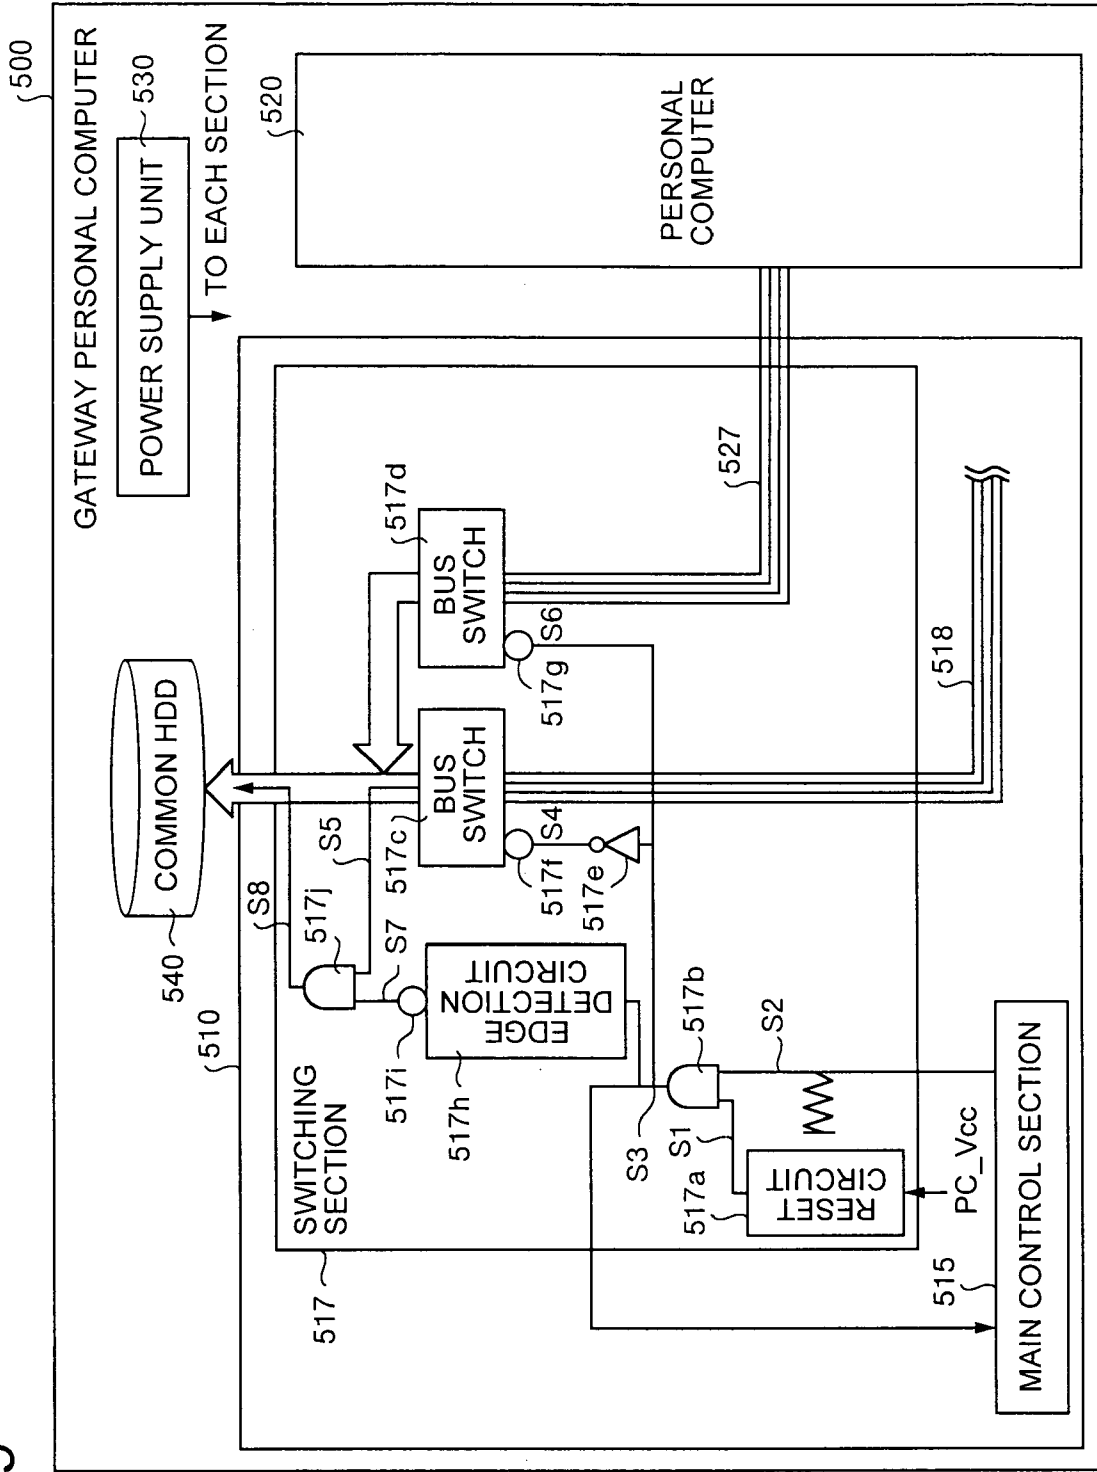 500
GATEWAY PERSONAL COMPUTER
POWER SUPPLY UNIT
530
TO EACH SECTION
COMMON HDD
540
510
520
PERSONAL
COMPUTER
SWITCHING
SECTION
517
S8
517j
S5
S7
517i
EDGE
DETECTION
CIRCUIT
517h
517c
BUS
SWITCH
517d
BUS
SWITCH
S4
517f
517e
S6
517g
527
518
S3
517b
S1
S2
517a
RESET
CIRCUIT
PC_Vcc
515
MAIN CONTROL SECTION